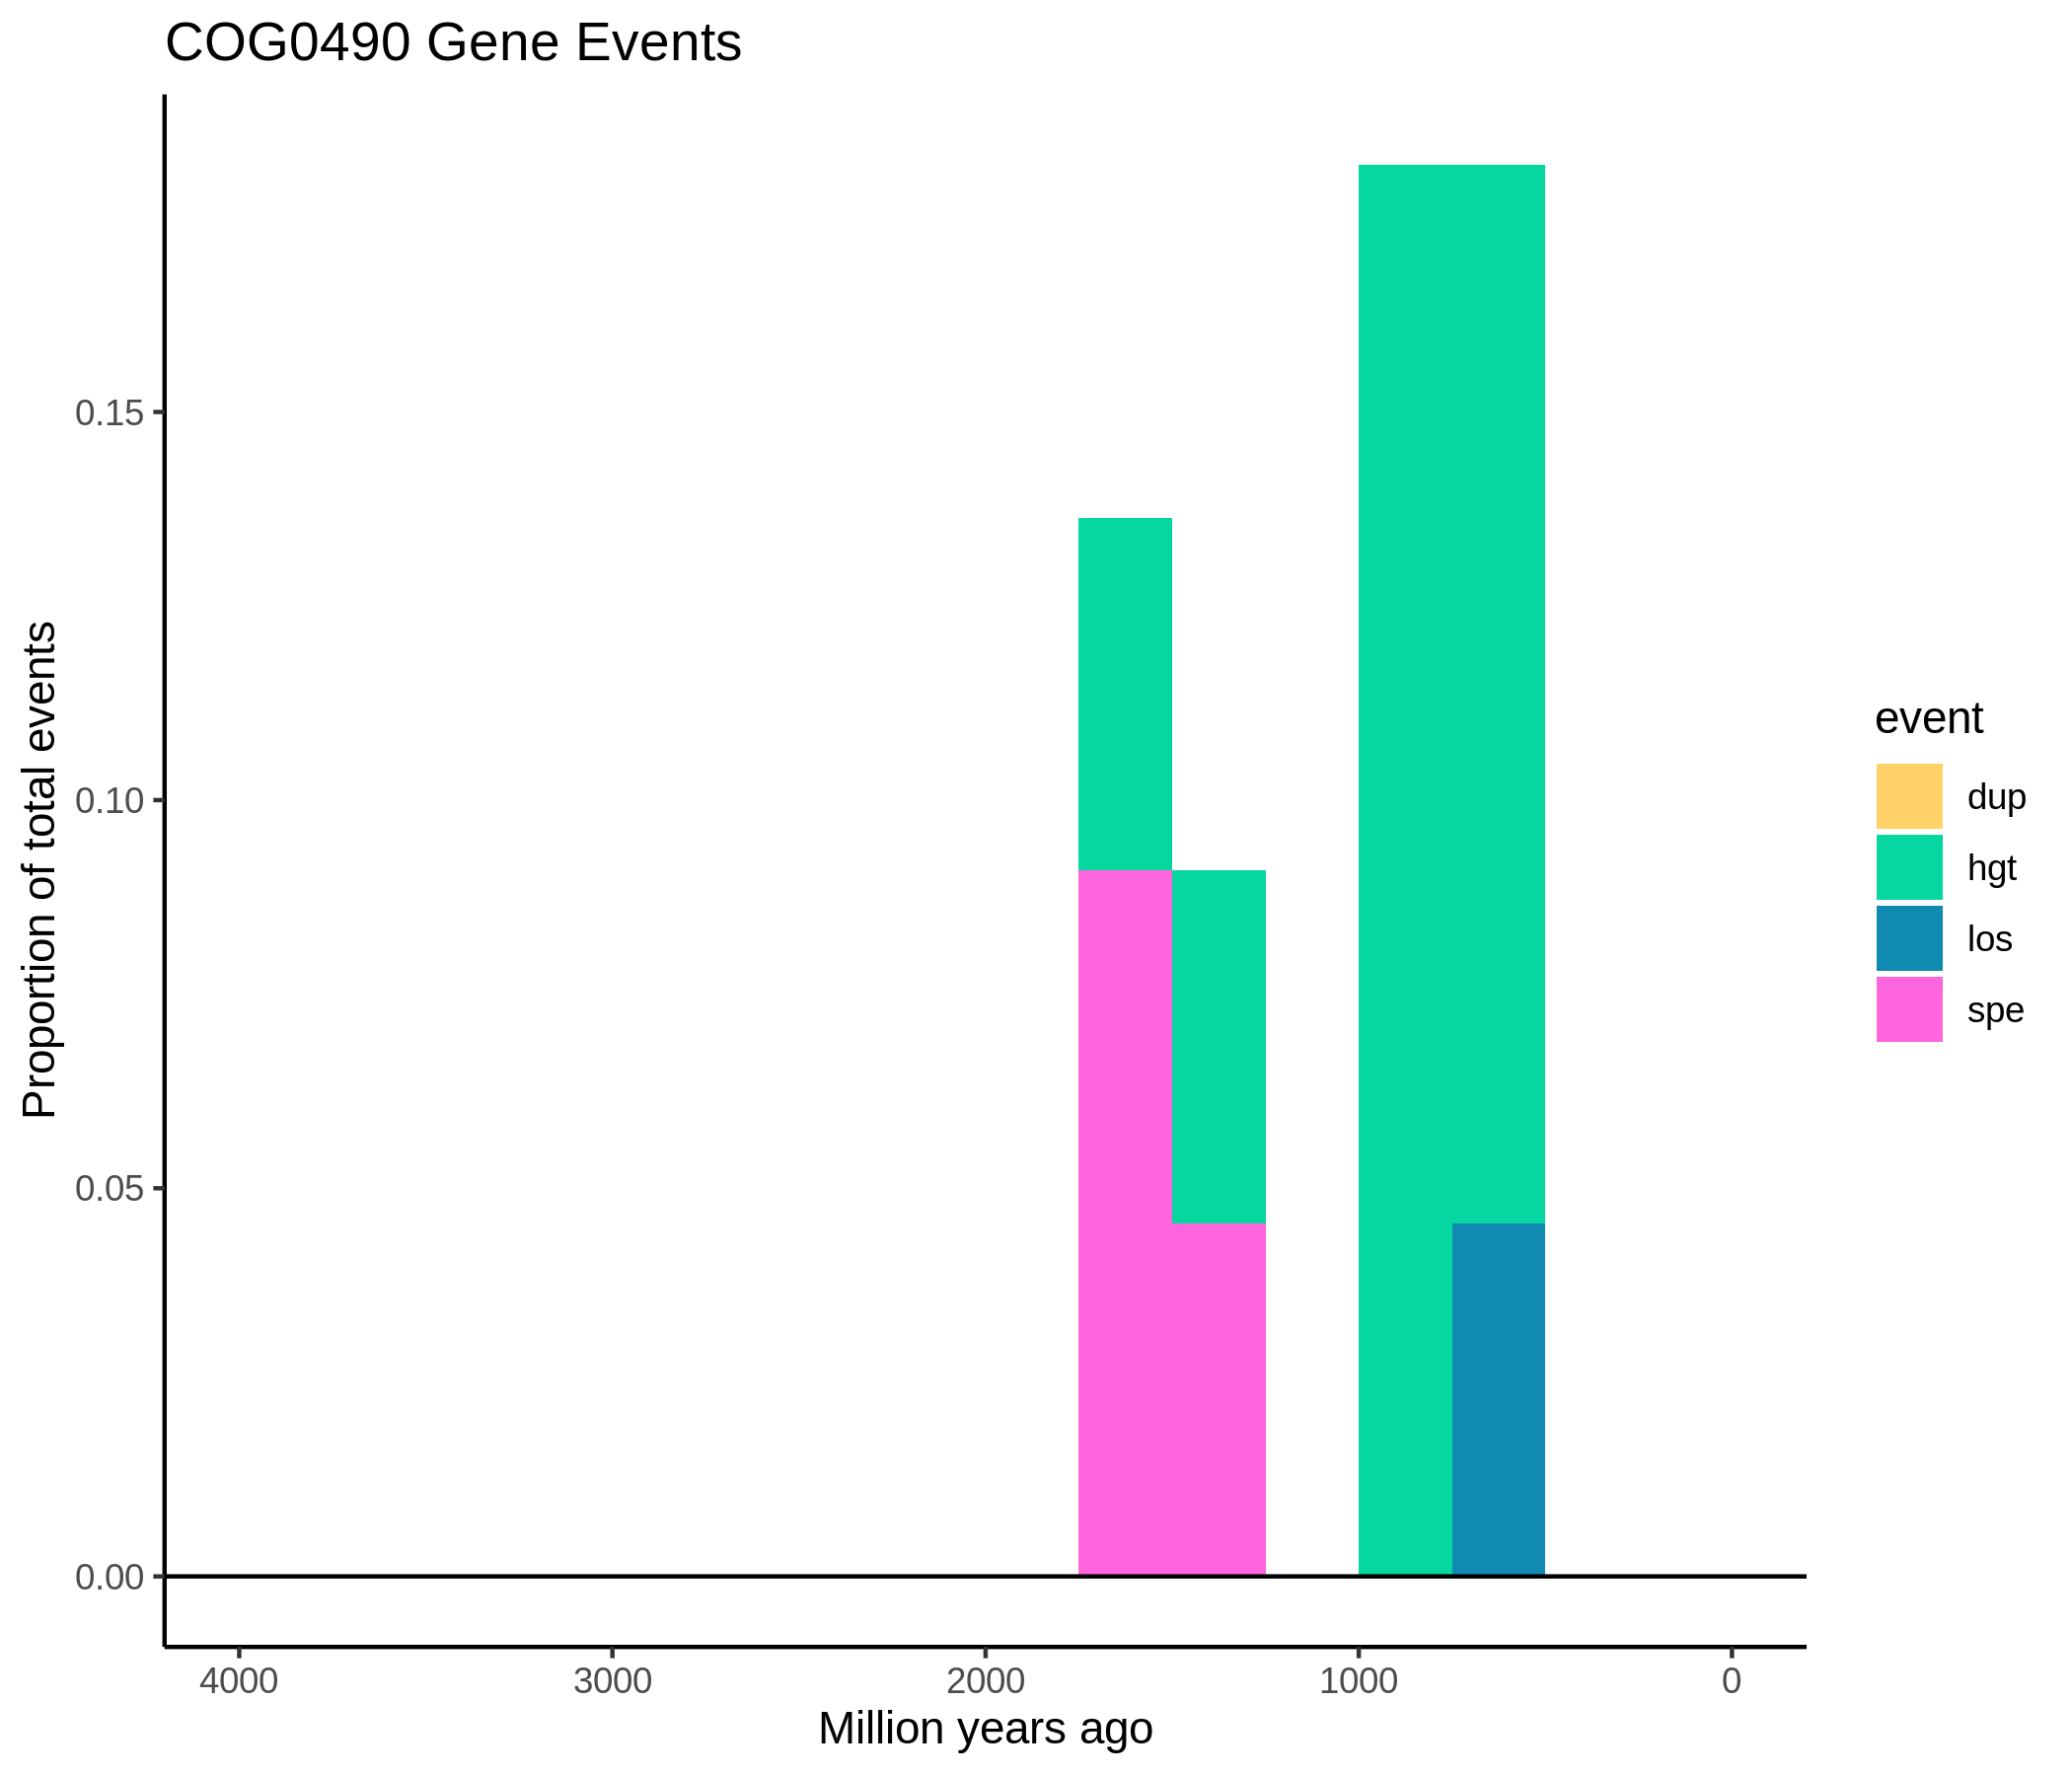 COG0490 Gene Events
Proportion of total events
0.15
0.10
0.05
0.00
4000 3000 2000 1000 0
Million years ago
event
dup
hgt
los
spe